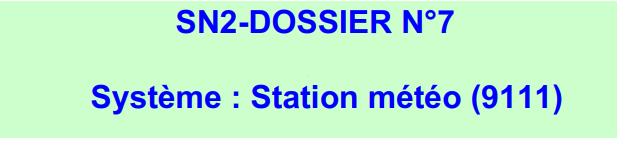 SN2-DOSSIER N°7
Système : Station météo (9111)